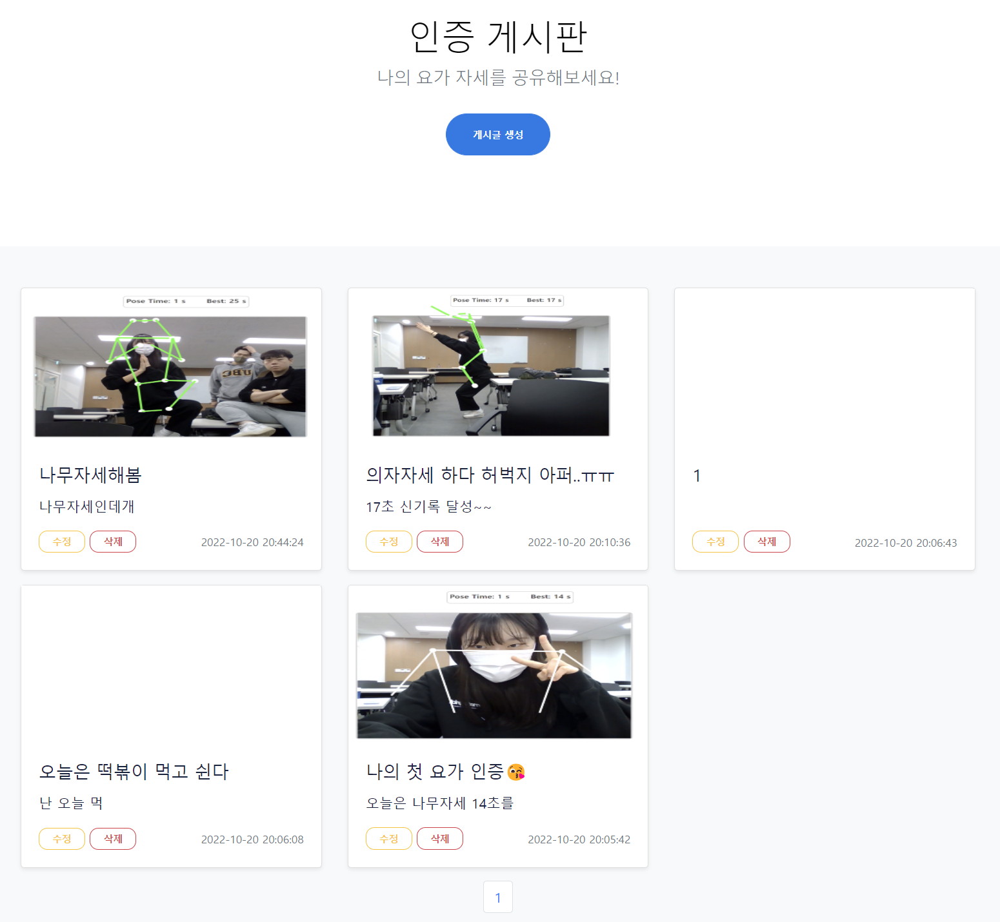 인증 게시판
나의 요가 자세를 공유해보세요!
게시글 생성
Pose Time: 1 s Best: 25 s
UBC
나무자세해봄
나무자세인데개
수정 삭제 2022-10-20 20:44:24
Pose Time: 17 s Best: 17 s
의자자세 하다 허벅지 아퍼..ㅠㅠ
17초 신기록 달성~~
수정 삭제 2022-10-20 20:10:36
1
수정 삭제 2022-10-20 20:06:43
오늘은 떡볶이 먹고 쉰다
난 오늘 먹
수정 삭제 2022-10-20 20:06:08
Pose Time: 1 s Best: 14 s
나의 첫 요가 인증😘
오늘은 나무자세 14초를
수정 삭제 2022-10-20 20:05:42
1